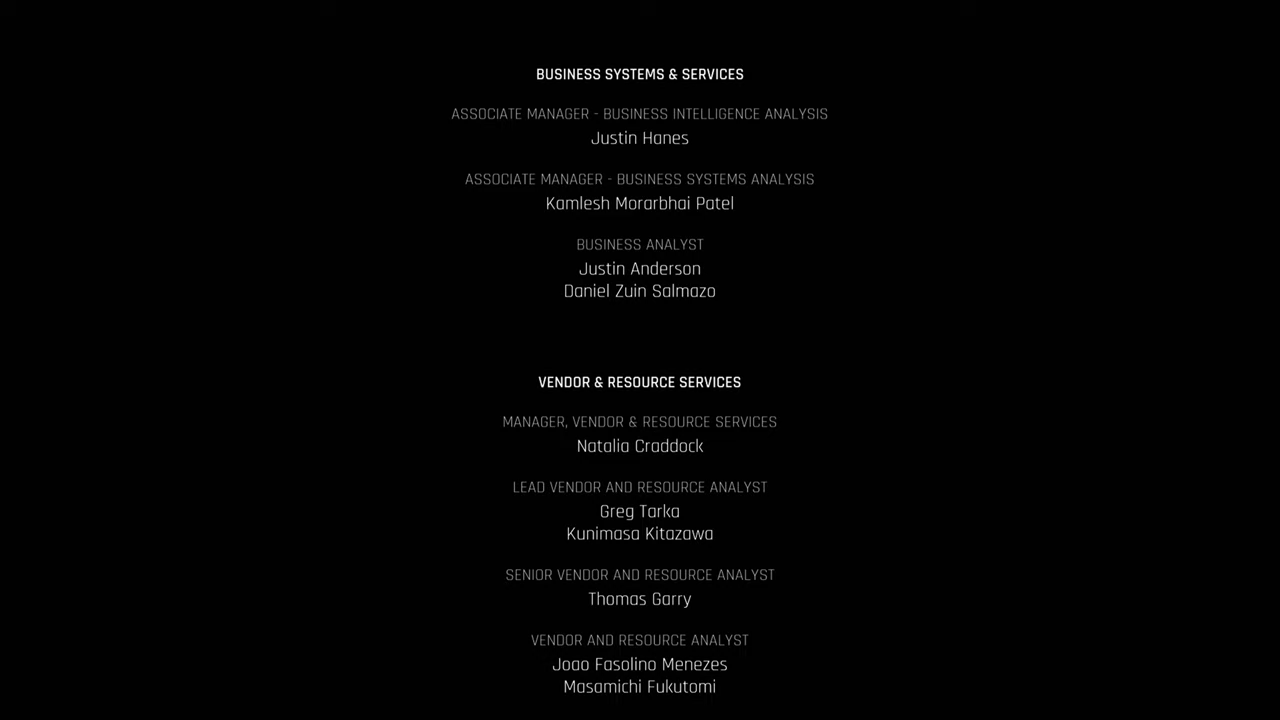 BUSINESS SYSTEMS & SERVICES
ASSOCIATE MANAGER - BUSINESS INTELLIGENCE ANALYSIS
Justin Hanes
ASSOCIATE MANAGER - BUSINESS SYSTEMS ANALYSIS
Kamlesh Morarbhai Patel
BUSINESS ANALYST
Justin Anderson
Daniel Zuin Salmazo
VENDOR & RESOURCE SERVICES
MANAGER, VENDOR & RESOURCE SERVICES
Natalia Craddock
LEAD VENDOR AND RESOURCE ANALYST
Greg Tarka
Kunimasa Kitazawa
SENIOR VENDOR AND RESOURCE ANALYST
Thomas Garry
VENDOR AND RESOURCE ANALYST
Joao Fasolino Menezes
Masamichi Fukutomi